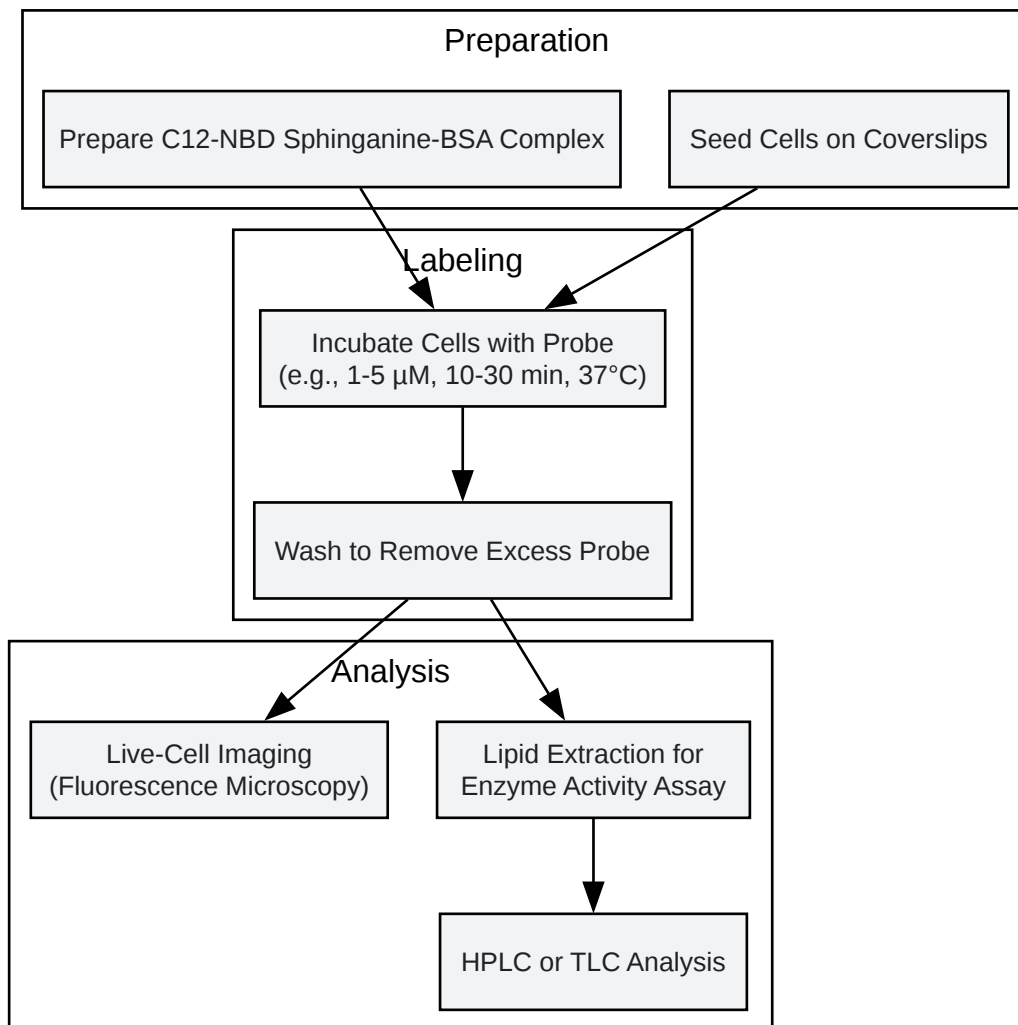 Preparation
Prepare C12-NBD Sphinganine-BSA Complex
Seed Cells on Coverslips
Labeling
Incubate Cells with Probe
(e.g., 1-5 µM, 10-30 min, 37°C)
Wash to Remove Excess Probe
Analysis
Live-Cell Imaging
(Fluorescence Microscopy)
Lipid Extraction for
Enzyme Activity Assay
HPLC or TLC Analysis